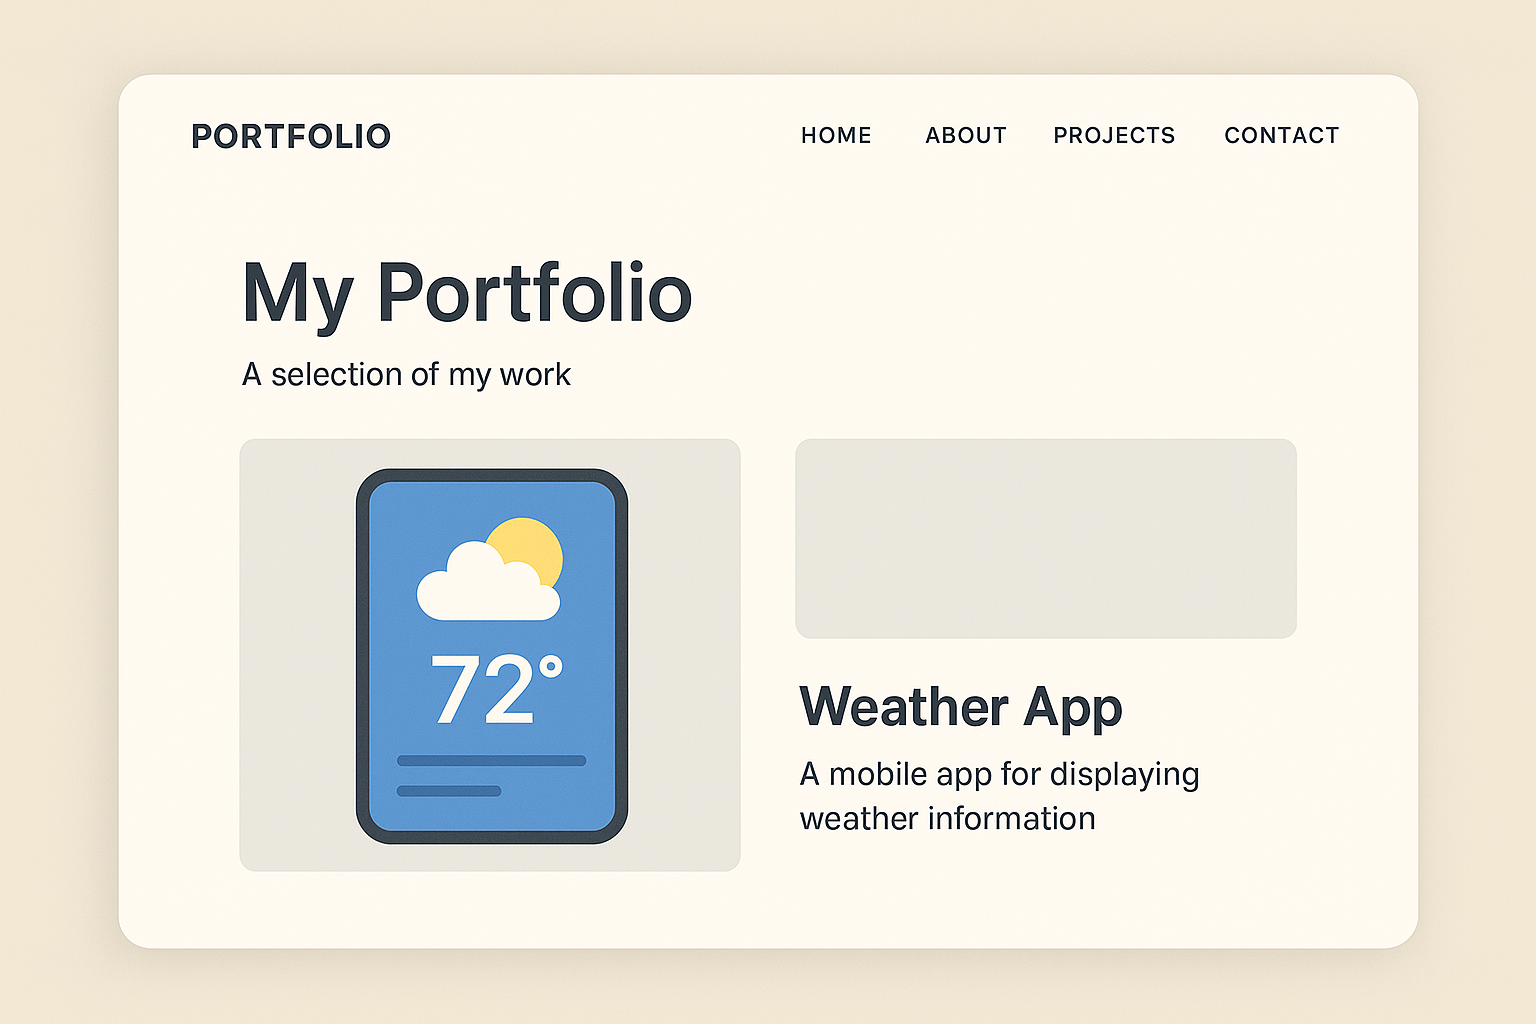 PORTFOLIO
HOME ABOUT PROJECTS CONTACT
My Portfolio
A selection of my work
72°
Weather App
A mobile app for displaying
weather information